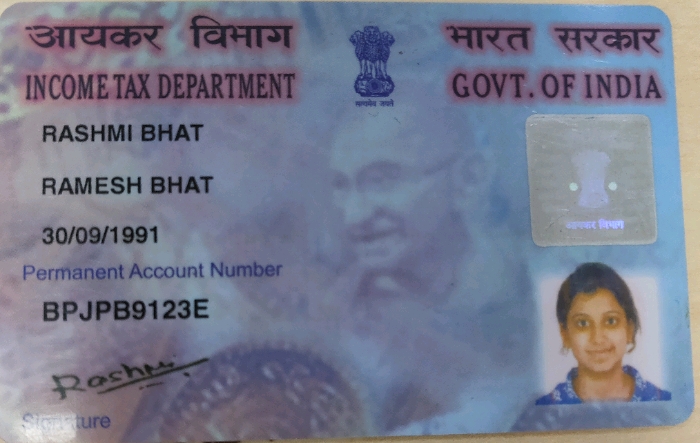 आयकर विभाग
भारत सरकार
INCOME TAX DEPARTMENT
GOVT. OF INDIA
सत्यमेव जयते
RASHMI BHAT
RAMESH BHAT
30/09/1991
Permanent Account Number
BPJPB9123E
आयकर विभाग
Rashmi
Signature